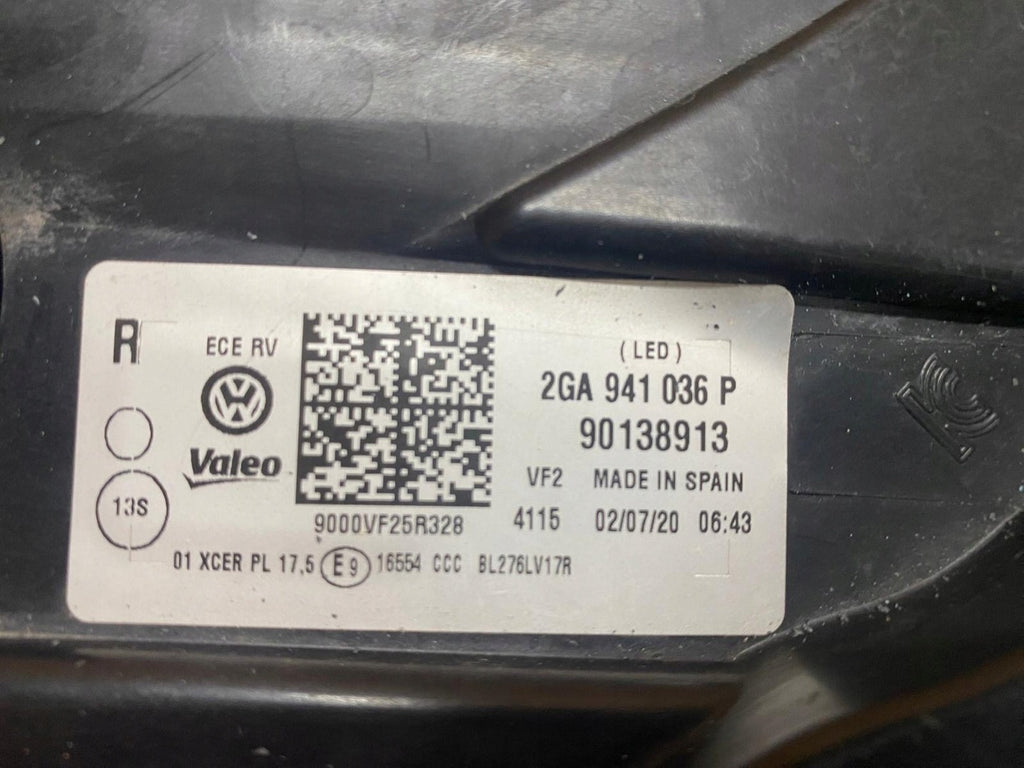 R
ECE RV
Valeo
13S
9000VF25R328
(LED)
2GA 941 036 P
90138913
VF2 MADE IN SPAIN
4115 02/07/20 06:43
01 XCER PL 17,5 E9 16554 CCC BL276LV17R